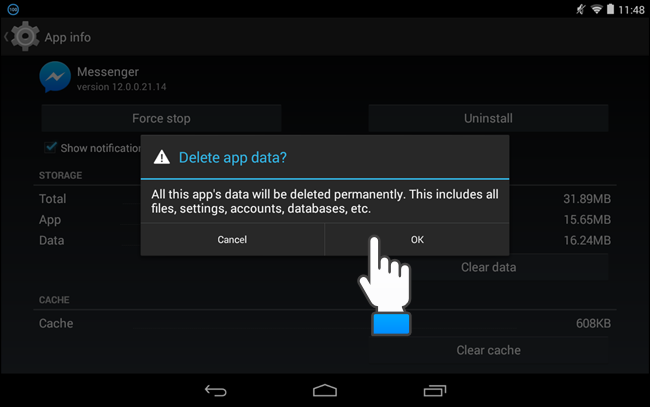 100
11:48
App info
Messenger
version 12.0.0.21.14
Force stop
Uninstall
Show notification
STORAGE
Total
31.89MB
App
15.65MB
Data
16.24MB
Delete app data?
All this app's data will be deleted permanently. This includes all
files, settings, accounts, databases, etc.
Cancel
OK
Clear data
CACHE
Cache
608KB
Clear cache